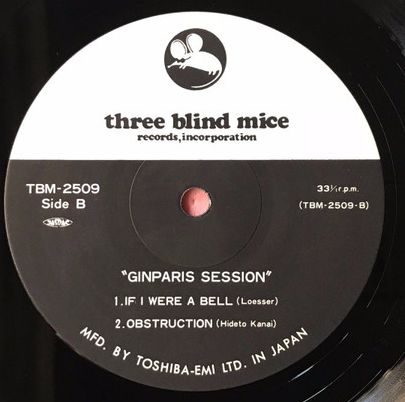 three blind mice
records, incorporation
TBM-2509
Side B
33⅓ r.p.m.
(TBM-2509-B)
"GINPARIS SESSION"
1. IF I WERE A BELL (Loesser)
2. OBSTRUCTION (Hideto Kanai)
MFD. BY TOSHIBA-EMI LTD. IN JAPAN